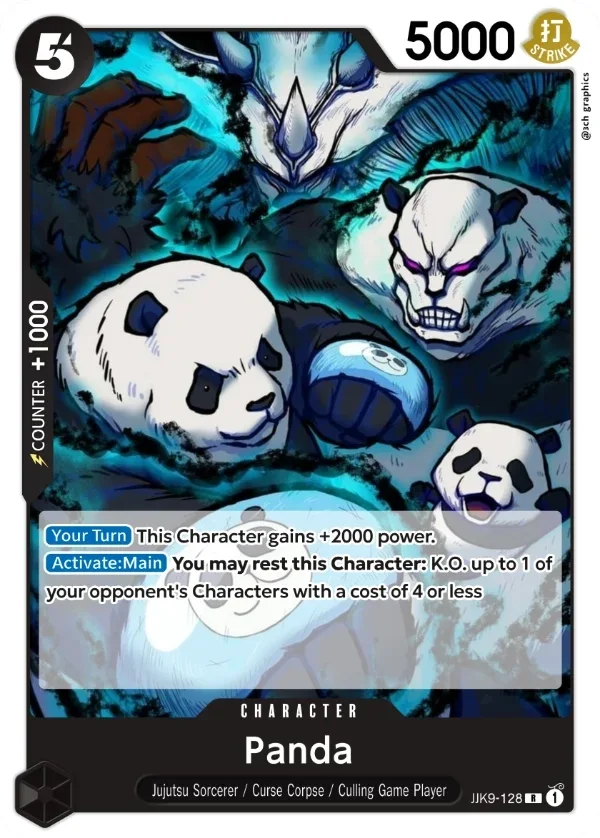 5
5000
打
STRIKE
@3ch graphics
COUNTER +1000
Your Turn This Character gains +2000 power.
Activate:Main You may rest this Character: K.O. up to 1 of
your opponent's Characters with a cost of 4 or less
CHARACTER
Panda
Jujutsu Sorcerer / Curse Corpse / Culling Game Player
JJK9-128 R 1